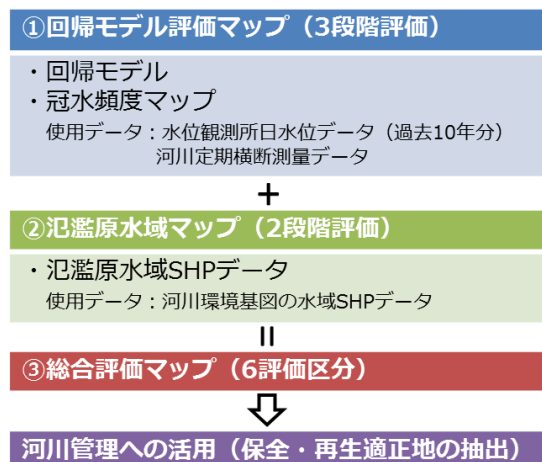 ①回帰モデル評価マップ（3段階評価）
・回帰モデル
・冠水頻度マップ
使用データ：水位観測所日水位データ（過去10年分）
河川定期横断測量データ
+
②氾濫原水域マップ（2段階評価）
・氾濫原水域SHPデータ
使用データ：河川環境基図の水域SHPデータ
=
③総合評価マップ（6評価区分）
河川管理への活用（保全・再生適正地の抽出）